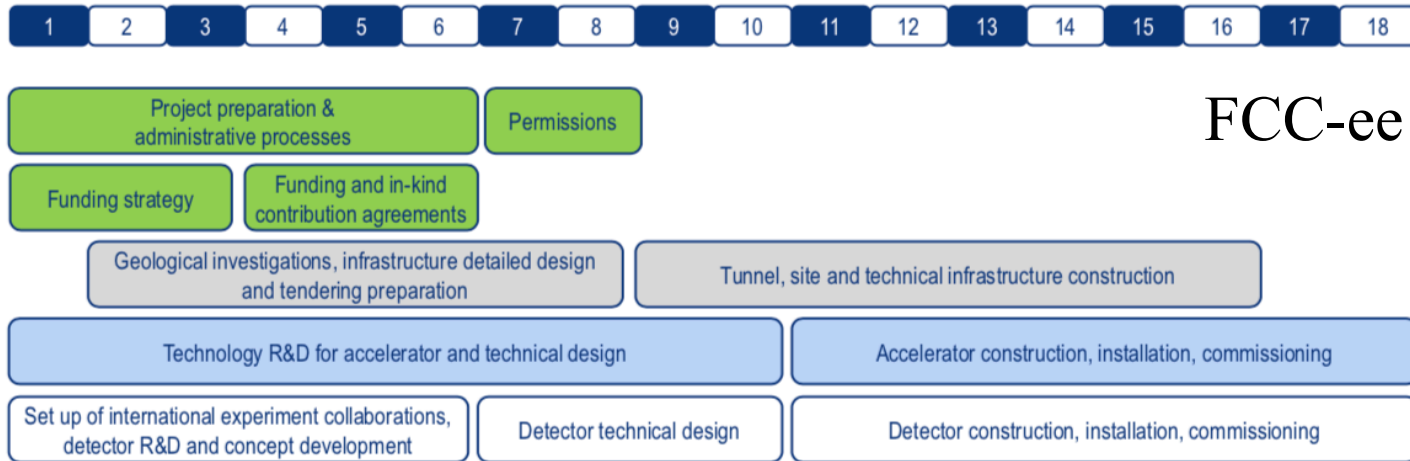 1 2 3 4 5 6 7 8 9 10 11 12 13 14 15 16 17 18
Project preparation &
administrative processes
Permissions
FCC-ee
Funding strategy
Funding and in-kind
contribution agreements
Geological investigations, infrastructure detailed design
and tendering preparation
Tunnel, site and technical infrastructure construction
Technology R&D for accelerator and technical design
Accelerator construction, installation, commissioning
Set up of international experiment collaborations,
detector R&D and concept development
Detector technical design
Detector construction, installation, commissioning